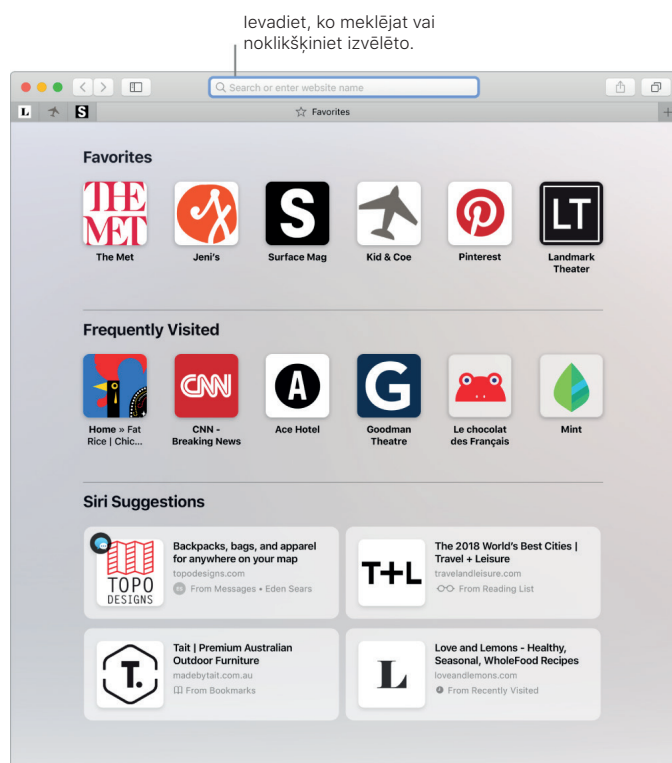 Ievadiet, ko meklējat vai
noklikšķiniet izvēlēto.
Search or enter website name
L S
Favorites
Favorites
THE
MET
S
LT
The Met Jeni's Surface Mag Kid & Coe Pinterest Landmark
Theater
Frequently Visited
CNN A G
Home » Fat
Rice | Chic...
CNN -
Breaking News
Ace Hotel
Goodman
Theatre
Le chocolat
des Français
Mint
Siri Suggestions
TOPO
DESIGNS
Backpacks, bags, and apparel
for anywhere on your map
topodesigns.com
From Messages • Eden Sears
T+L
The 2018 World's Best Cities |
Travel + Leisure
travelandleisure.com
From Reading List
T.
Tait | Premium Australian
Outdoor Furniture
madebytait.com.au
From Bookmarks
L
Love and Lemons - Healthy,
Seasonal, WholeFood Recipes
loveandlemons.com
From Recently Visited